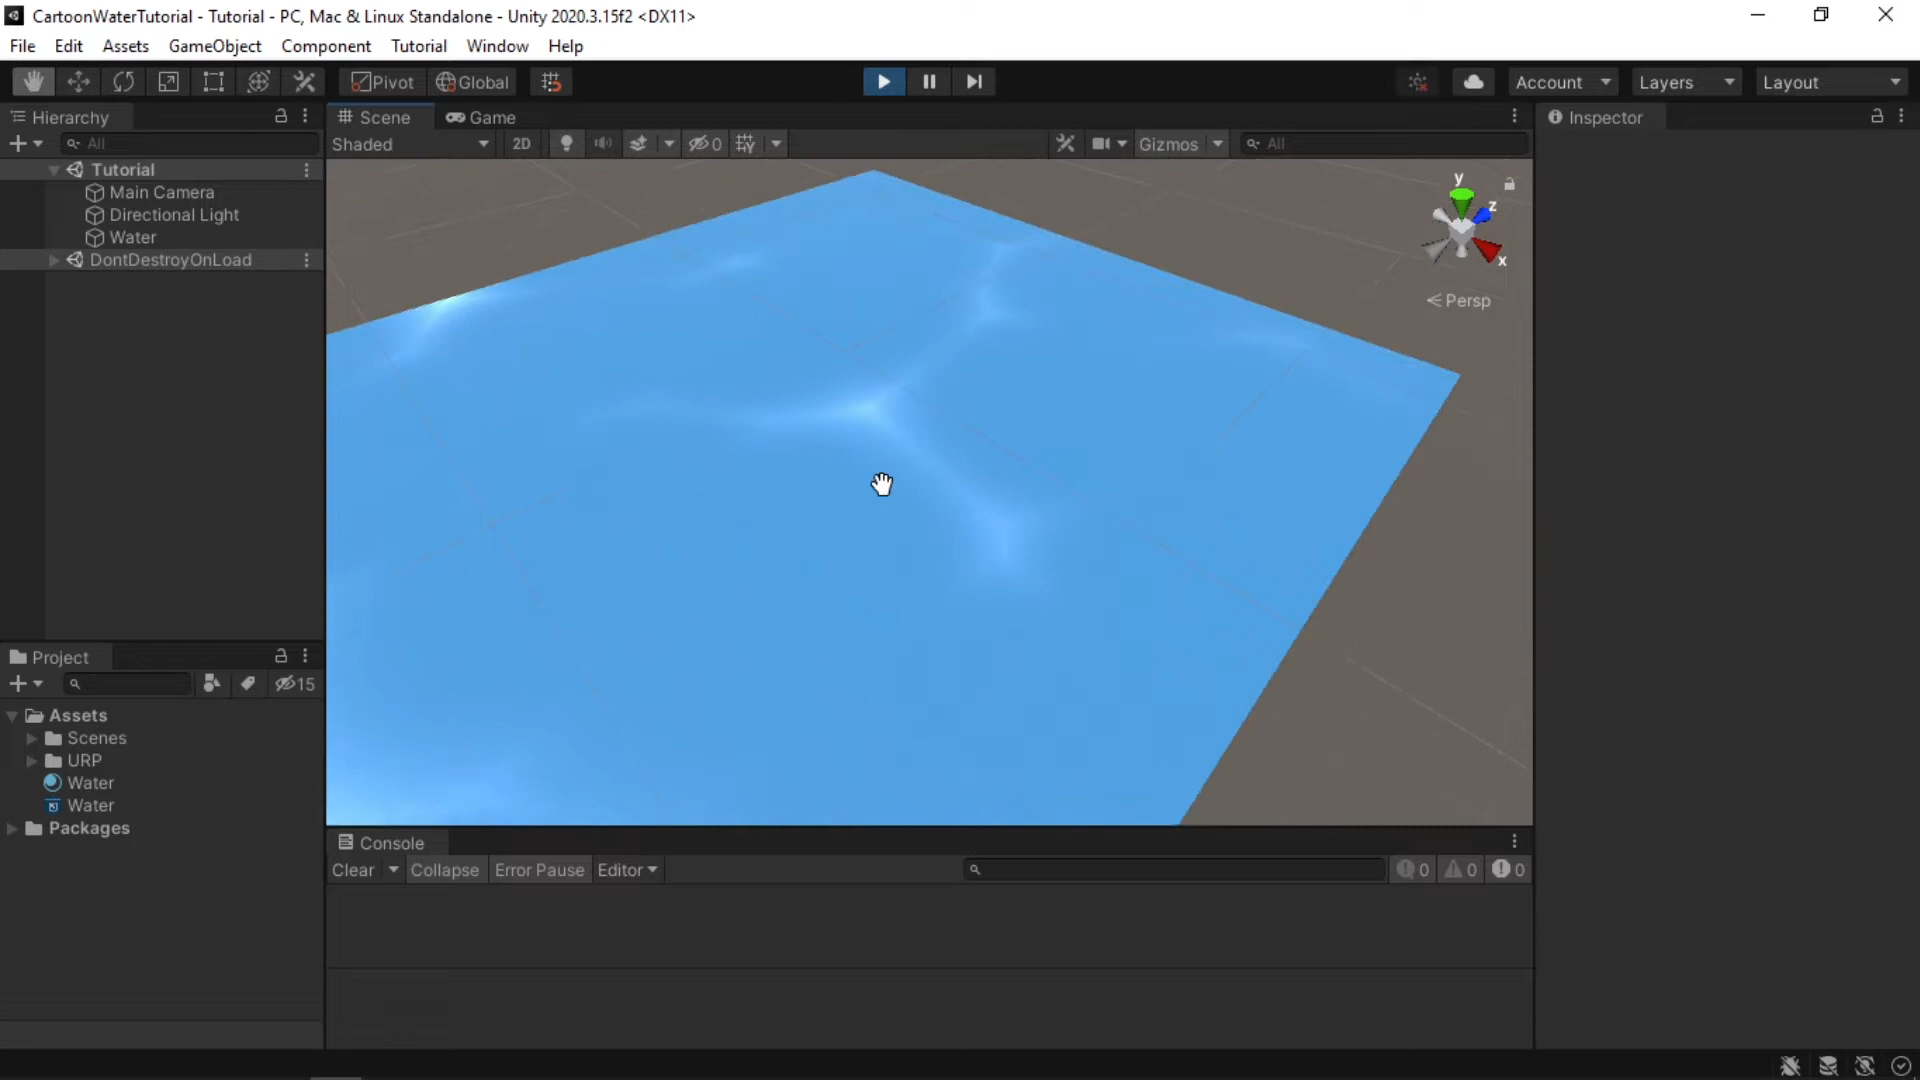 CartoonWaterTutorial - Tutorial - PC, Mac & Linux Standalone - Unity 2020.3.15f2 <DX11>
File Edit Assets GameObject Component Tutorial Window Help
Pivot Global Account Layers Layout
Hierarchy
All
Tutorial
Main Camera
Directional Light
Water
DontDestroyOnLoad
Scene Game
Shaded 2D 0 Gizmos All
y
z
x
Persp
Inspector
Project
15
Assets
Scenes
URP
Water
Water
Packages
Console
Clear Collapse Error Pause Editor 0 0 0